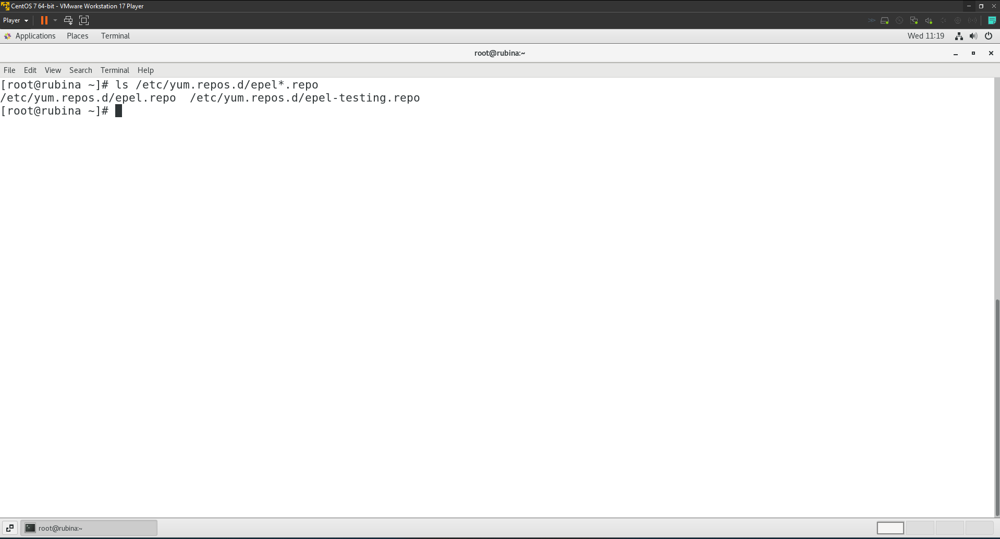 CentOS 7 64-bit - VMware Workstation 17 Player
Player
Applications Places Terminal Wed 11:19
root@rubina:~
File Edit View Search Terminal Help
[root@rubina ~]# ls /etc/yum.repos.d/epel*.repo
/etc/yum.repos.d/epel.repo  /etc/yum.repos.d/epel-testing.repo
[root@rubina ~]#
root@rubina:~